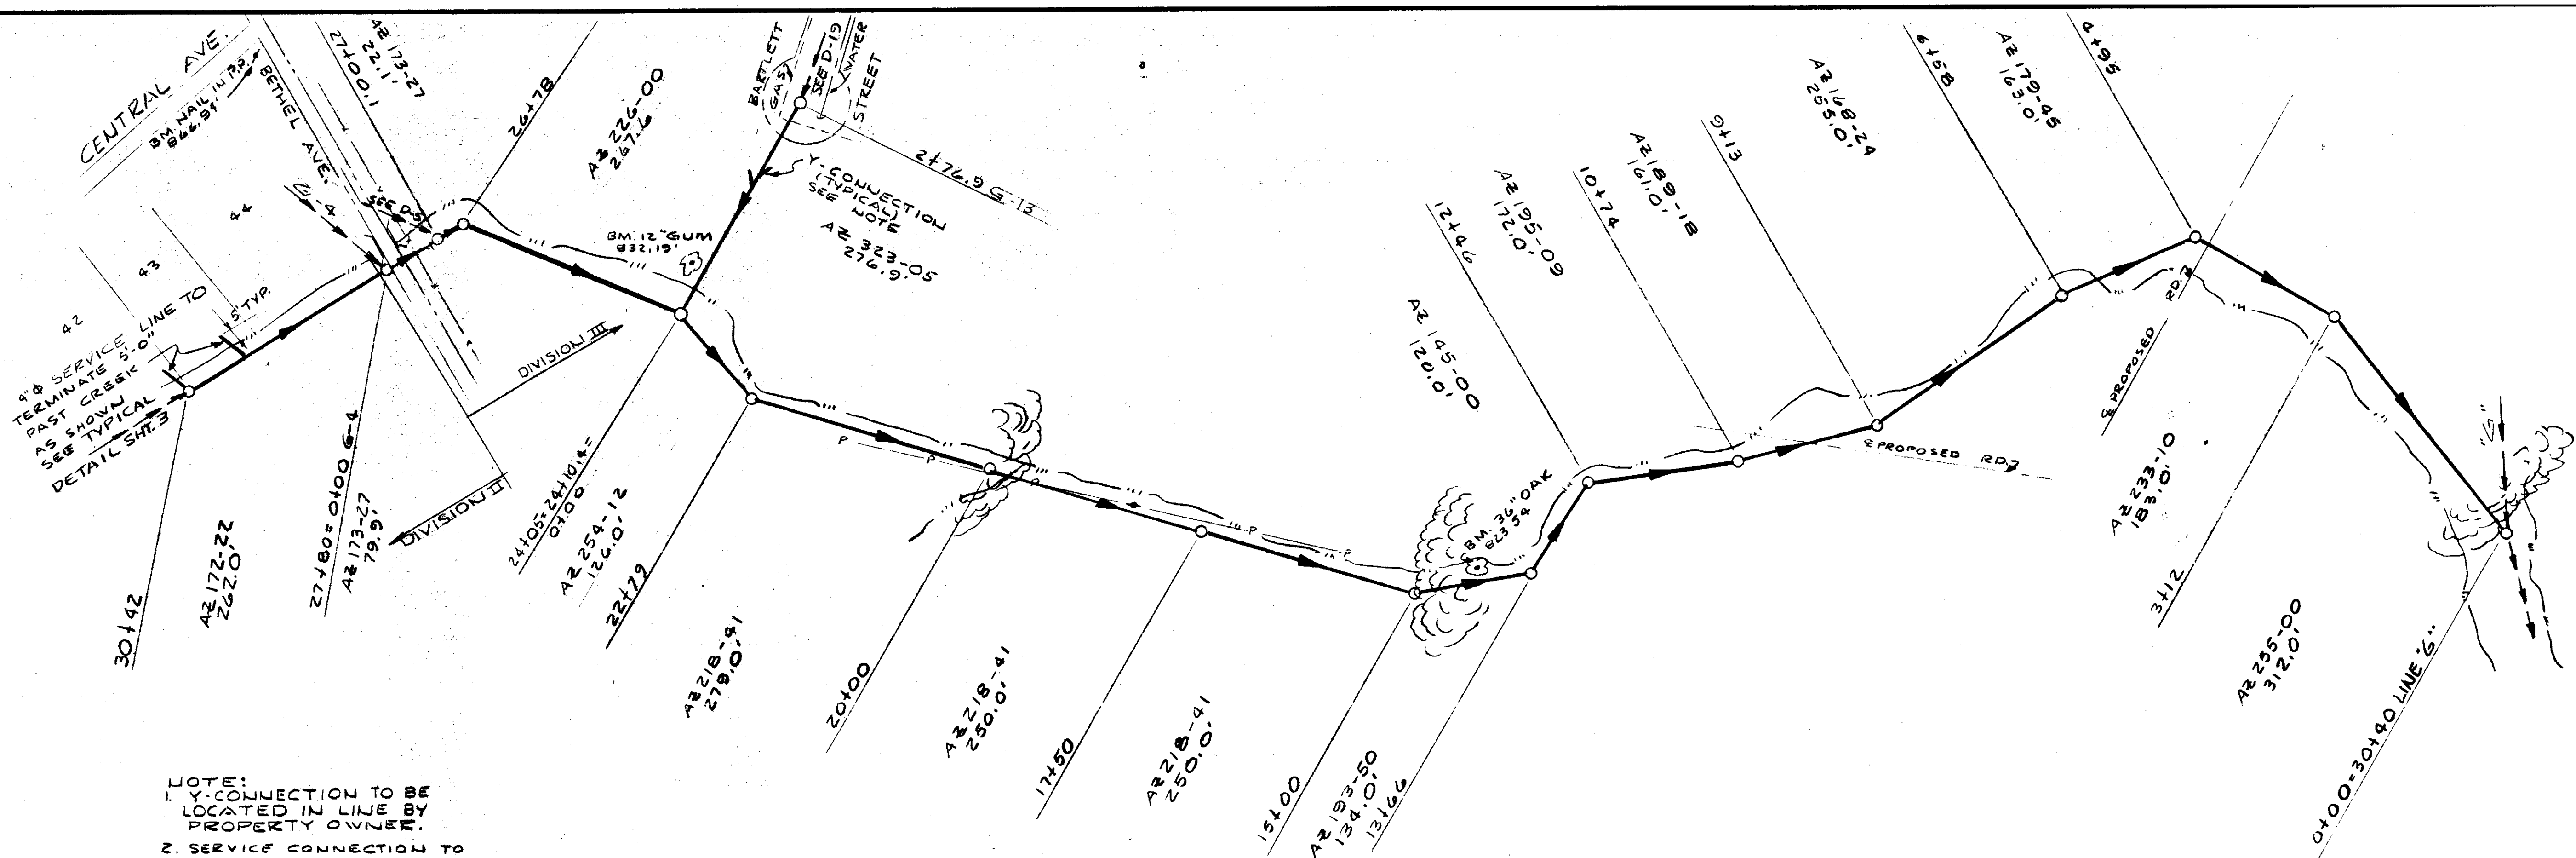 CENTRAL AVE.
BM. NAIL IN P.P.
866.94'
BETHEL AVE.
27+00.1
AZ 173-27
22.1'
26+78
AZ 226-00
267.6'
BARTLETT
STREET
GAS
SEE D-19
WATER
2+76.9 G-13
Y-CONNECTION
(TYPICAL)
SEE NOTE
AZ 323-05
276.9'
BM. 12" GUM
832.19'
G-4
SEE D-5
42
43
44
5' TYP.
4"φ SERVICE LINE TO
TERMINATE 5'-0"
PAST CREEK
AS SHOWN
SEE TYPICAL
DETAIL SHT. 3
DIVISION III
DIVISION II
30+42
AZ 172-22
262.0'
27+80=0+00 G-4
AZ 173-27
79.9'
24+05=24+10.4=
0+00
AZ 254-12
126.0'
22+79
AZ 218-41
279.0'
20+00
AZ 218-41
250.0'
17+50
AZ 218-41
250.0'
15+00
AZ 193-50
134.0'
13+66
P
P
P
P
P
BM. 36" OAK
823.54'
AZ 145-00
120.0'
12+46
AZ 195-09
172.0'
10+74
AZ 189-18
161.0'
9+13
AZ 168-24
255.0'
6+58
AZ 179-45
163.0'
4+95
℄ PROPOSED RD.
℄ PROPOSED RD.
AZ 233-10
183.0'
3+12
AZ 255-00
312.0'
0+00=30+40 LINE "G"
"G"
NOTE:
1. Y-CONNECTION TO BE
LOCATED IN LINE BY
PROPERTY OWNER.
2. SERVICE CONNECTION TO